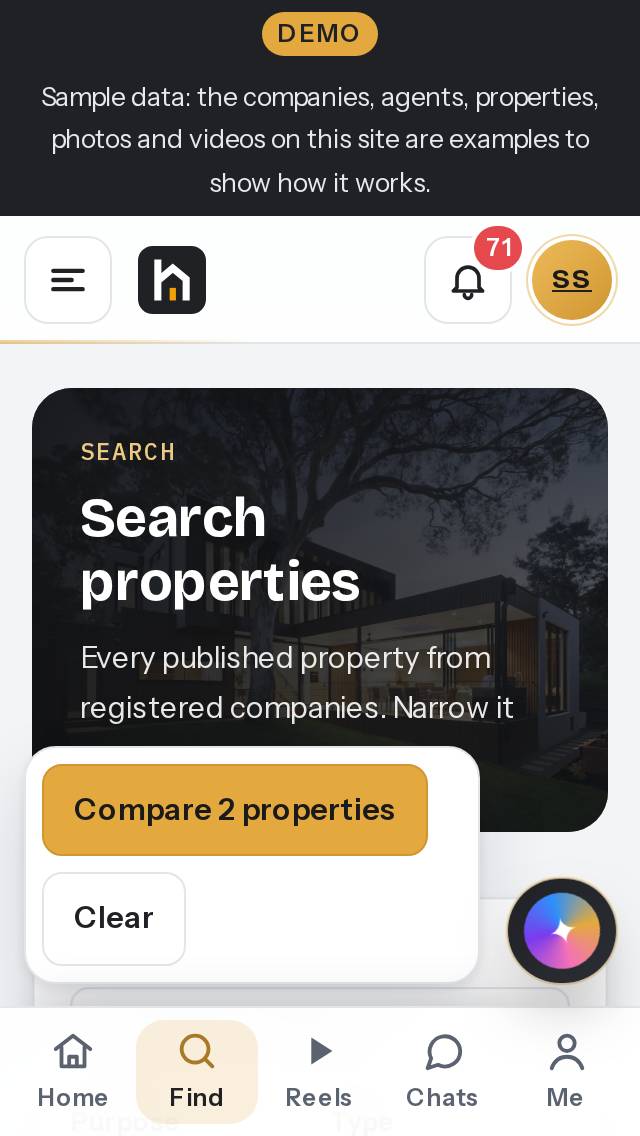 DEMO
Sample data: the companies, agents, properties,
photos and videos on this site are examples to
show how it works.
71
SS
SEARCH
Search
properties
Every published property from
registered companies. Narrow it
Compare 2 properties
Clear
Home
Find
Reels
Chats
Me
Purpose
Type